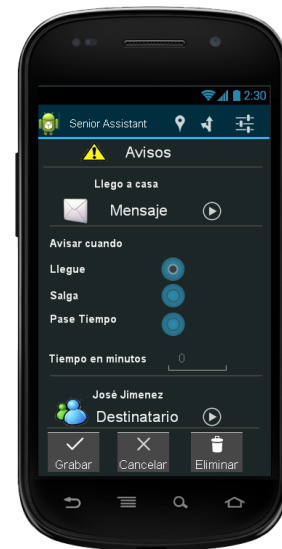 2:30
Senior Assistant
Avisos
Llego a casa
Mensaje
Avisar cuando
Llegue
Salga
Pase Tiempo
Tiempo en minutos 0
José Jimenez
Destinatario
Grabar Cancelar Eliminar